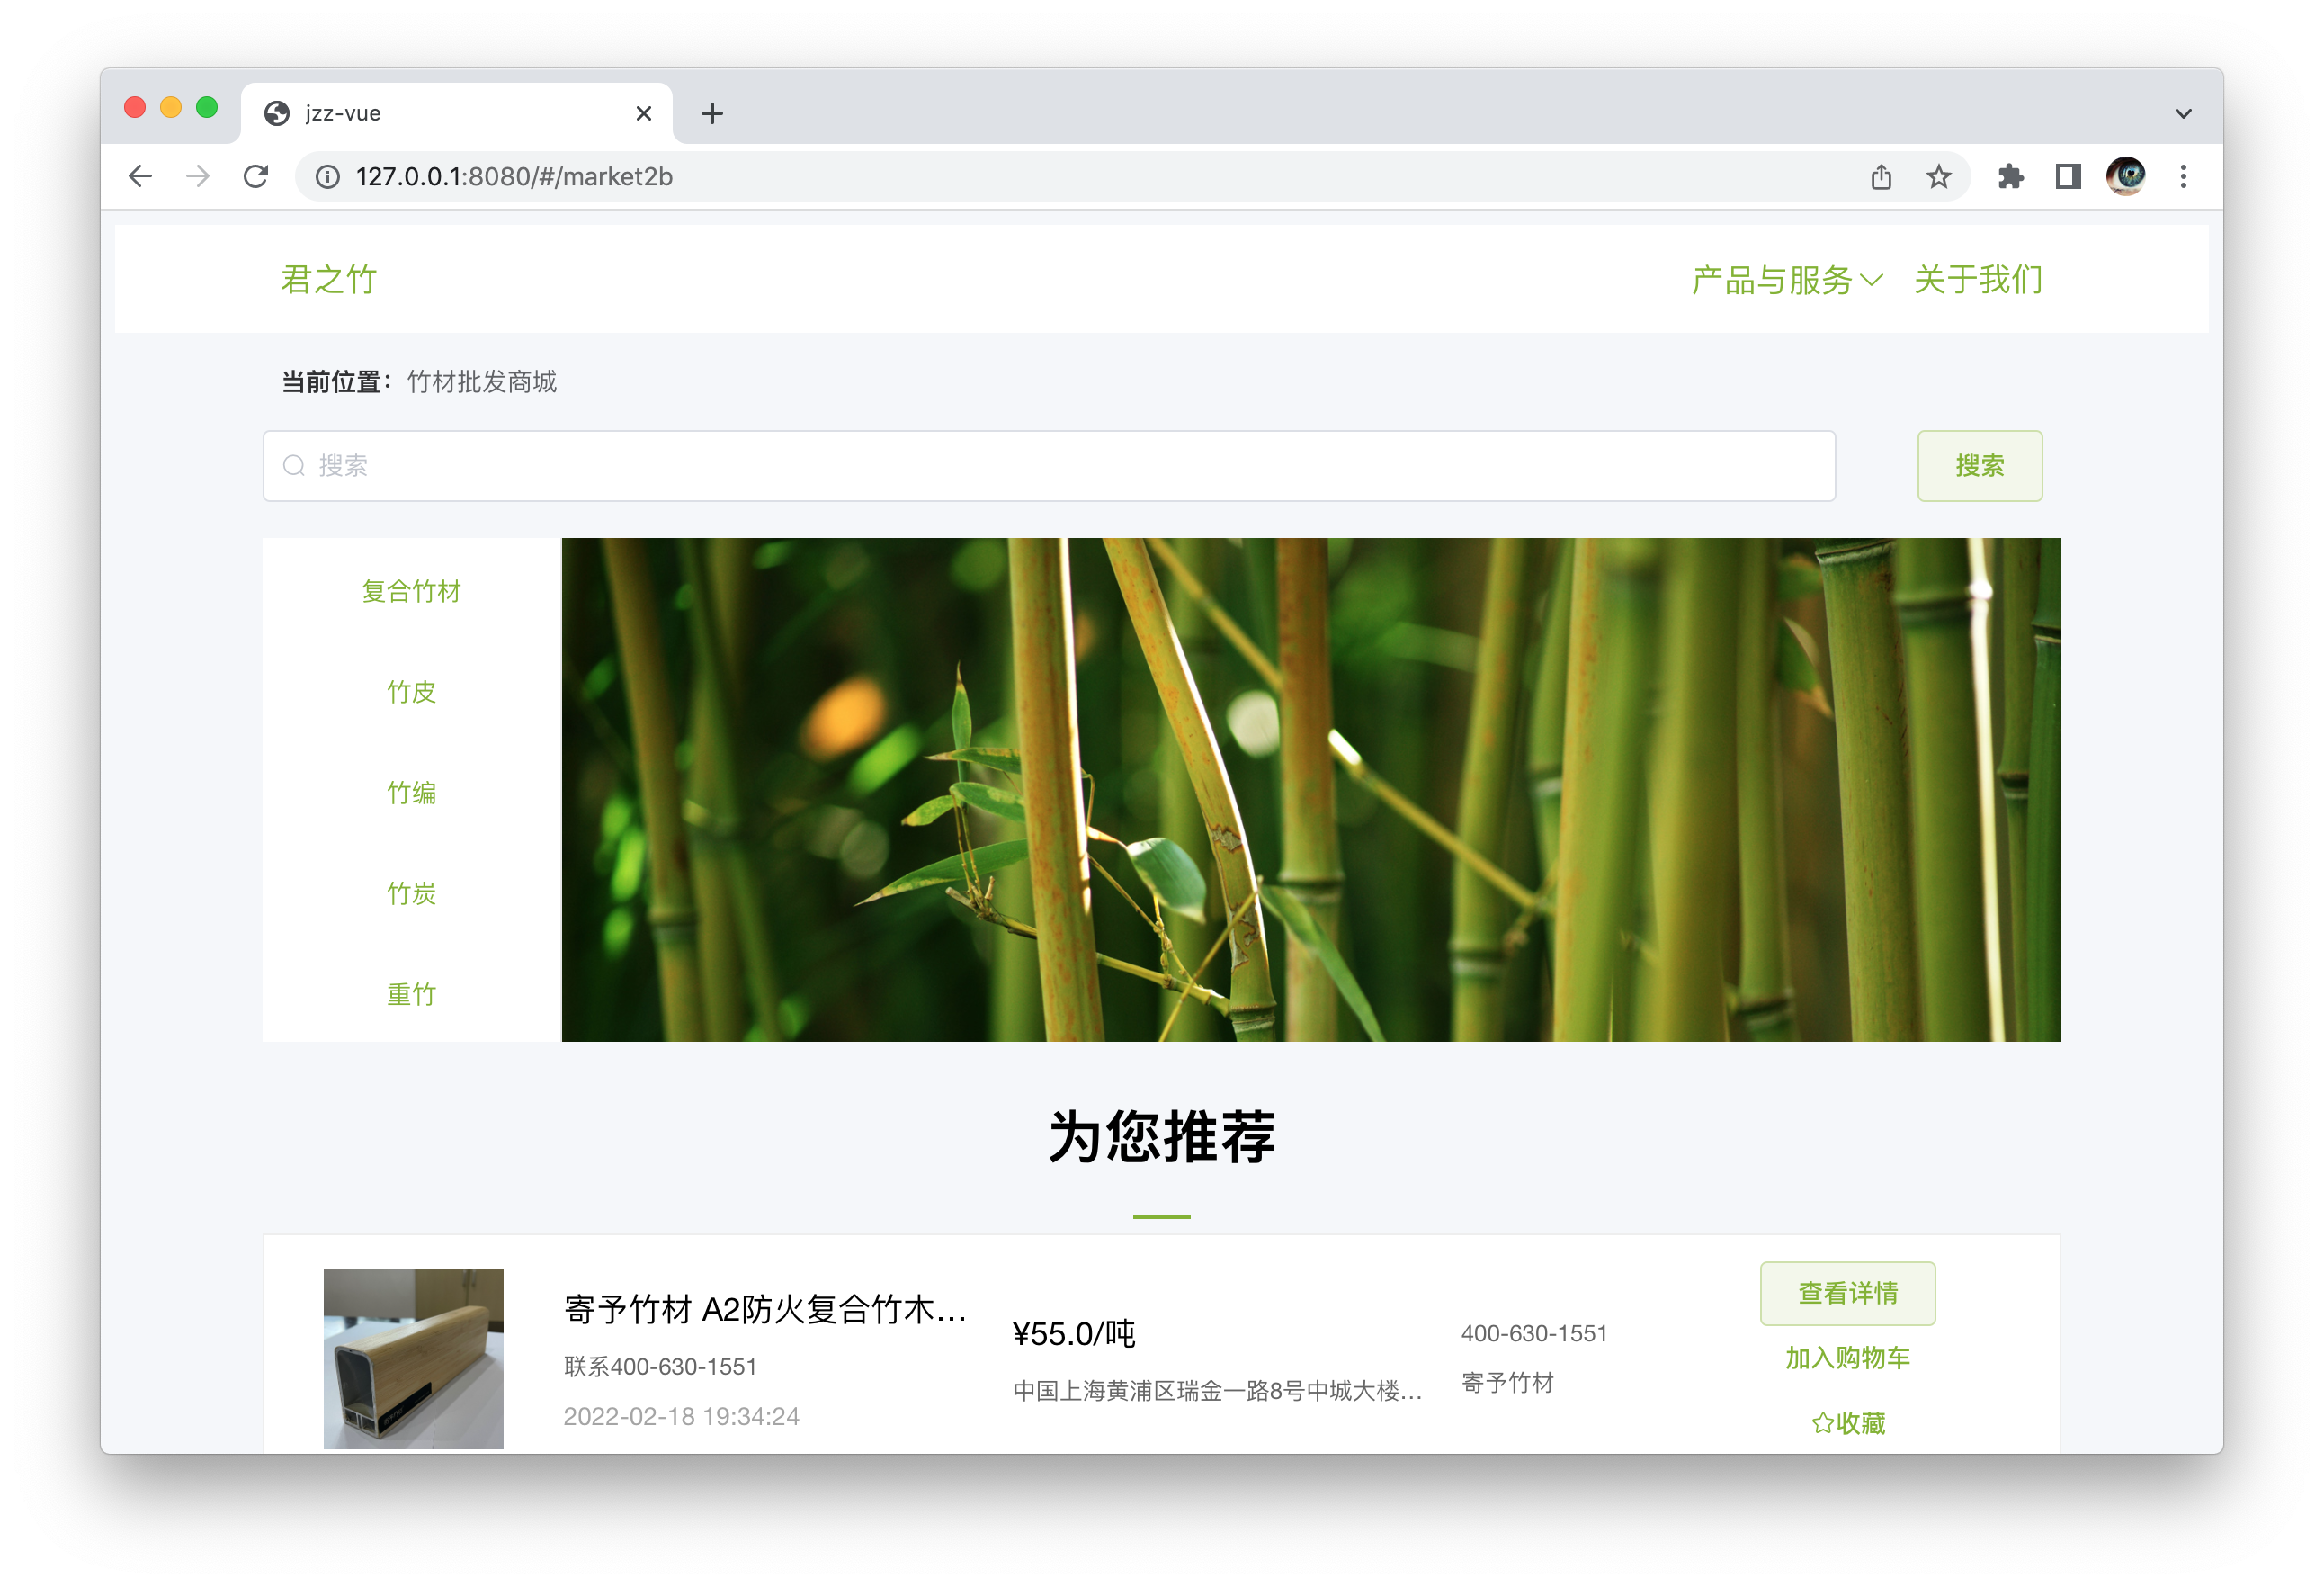 jzz-vue
127.0.0.1:8080/#/market2b
君之竹
产品与服务
关于我们
当前位置：竹材批发商城
搜索
搜索
复合竹材
竹皮
竹编
竹炭
重竹
为您推荐
寄予竹材 A2防火复合竹木...
联系400-630-1551
2022-02-18 19:34:24
¥55.0/吨
中国上海黄浦区瑞金一路8号中城大楼...
400-630-1551
寄予竹材
查看详情
加入购物车
收藏